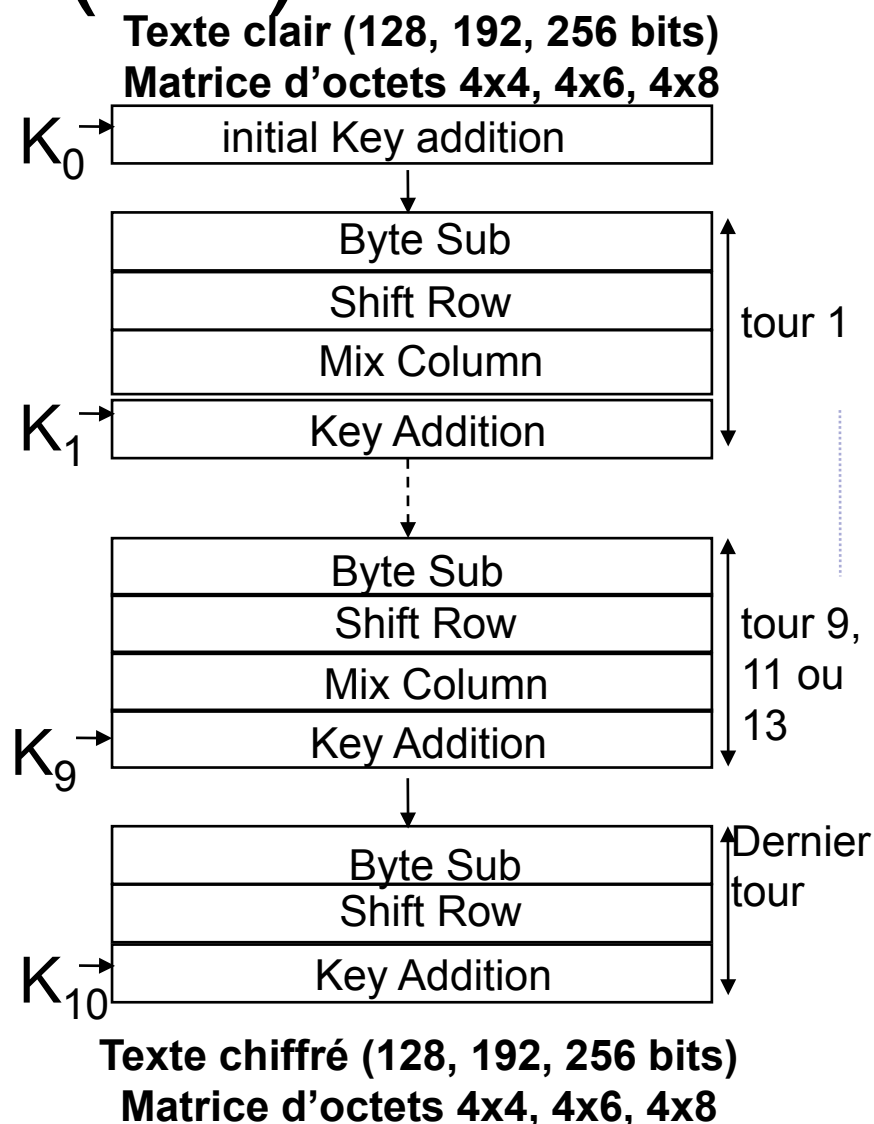 Texte clair (128, 192, 256 bits)
Matrice d'octets 4x4, 4x6, 4x8
K0
initial Key addition
Byte Sub
Shift Row
Mix Column
tour 1
K1
Key Addition
Byte Sub
Shift Row
Mix Column
tour 9,
11 ou
13
K9
Key Addition
Byte Sub
Shift Row
Dernier
tour
K10
Key Addition
Texte chiffré (128, 192, 256 bits)
Matrice d'octets 4x4, 4x6, 4x8